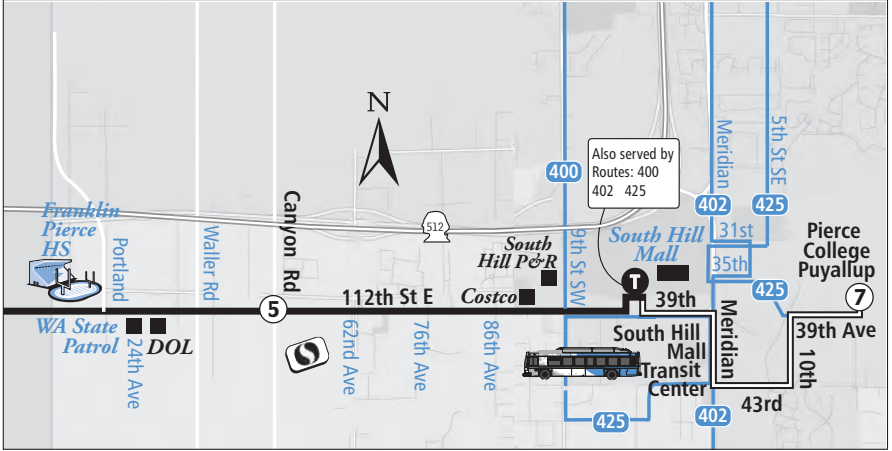 N
Also served by
Routes: 400
402 425
400
402
425
Meridian
5th St SE
31st
35th
425
Franklin
Pierce
HS
Portland
Waller Rd
Canyon Rd
512
South
Hill P&R
Costco
9th St SW
South Hill
Mall
T
39th
Pierce
College
Puyallup
7
39th Ave
10th
5
112th St E
WA State
Patrol
DOL
24th Ave
62nd Ave
76th Ave
86th Ave
South Hill
Mall
Transit
Center
Meridian
43rd
425
402